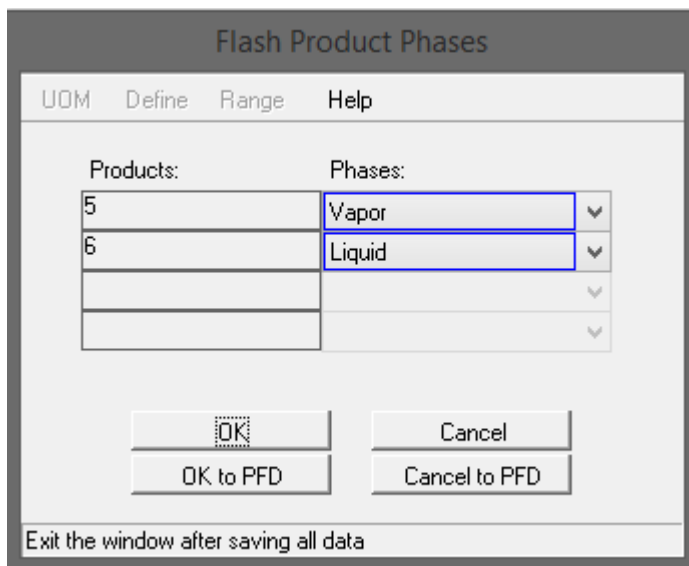 Flash Product Phases
UOM Define Range Help
Products: Phases:
5 Vapor
6 Liquid
OK Cancel
OK to PFD Cancel to PFD
Exit the window after saving all data